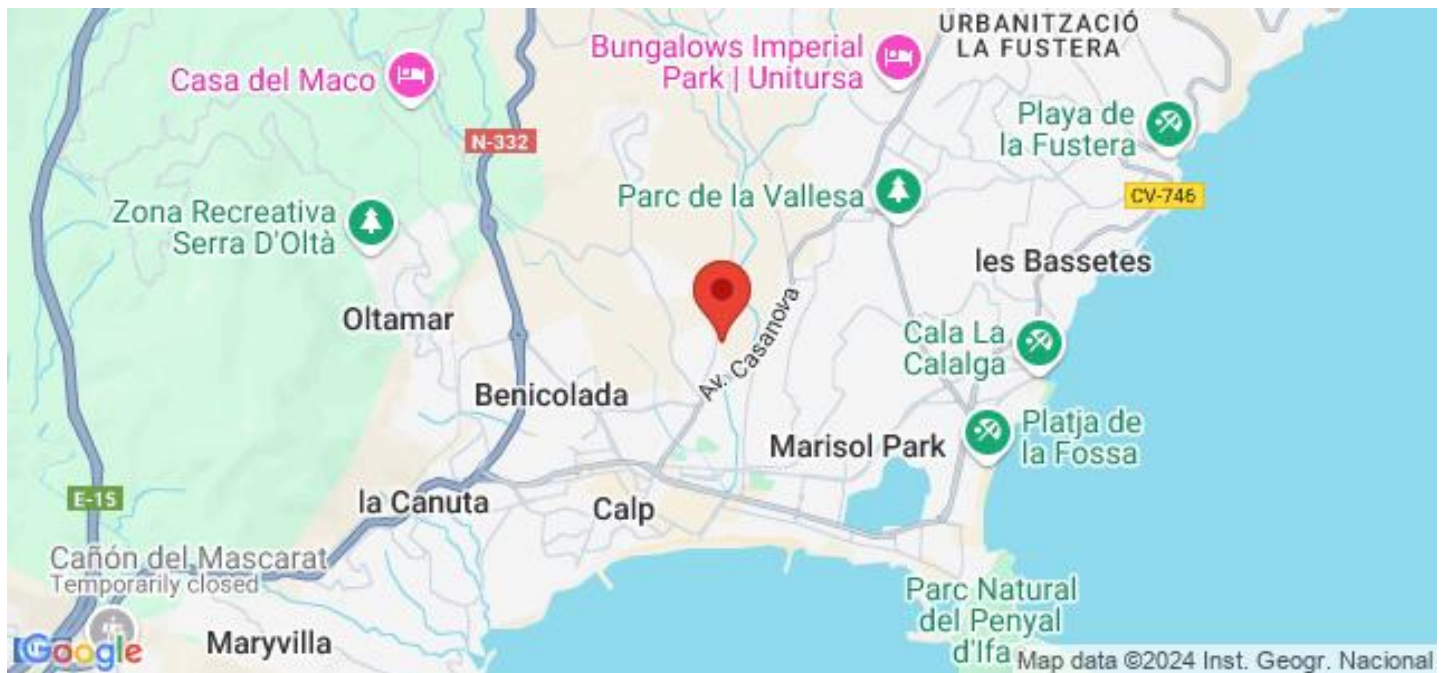 URBANITZACIÓ
LA FUSTERA
Bungalows Imperial
Park | Unitursa
Casa del Maco
Playa de
la Fustera
N-332
Parc de la Vallesa
CV-746
Zona Recreativa
Serra D'Oltà
les Bassetes
Oltamar
Av. Casanova
Cala La
Calalga
Benicolada
Platja de
la Fossa
Marisol Park
E-15
la Canuta
Calp
Cañón del Mascarat
Temporarily closed
Parc Natural
del Penyal
d'Ifa
Maryvilla
Google
Map data ©2024 Inst. Geogr. Nacional